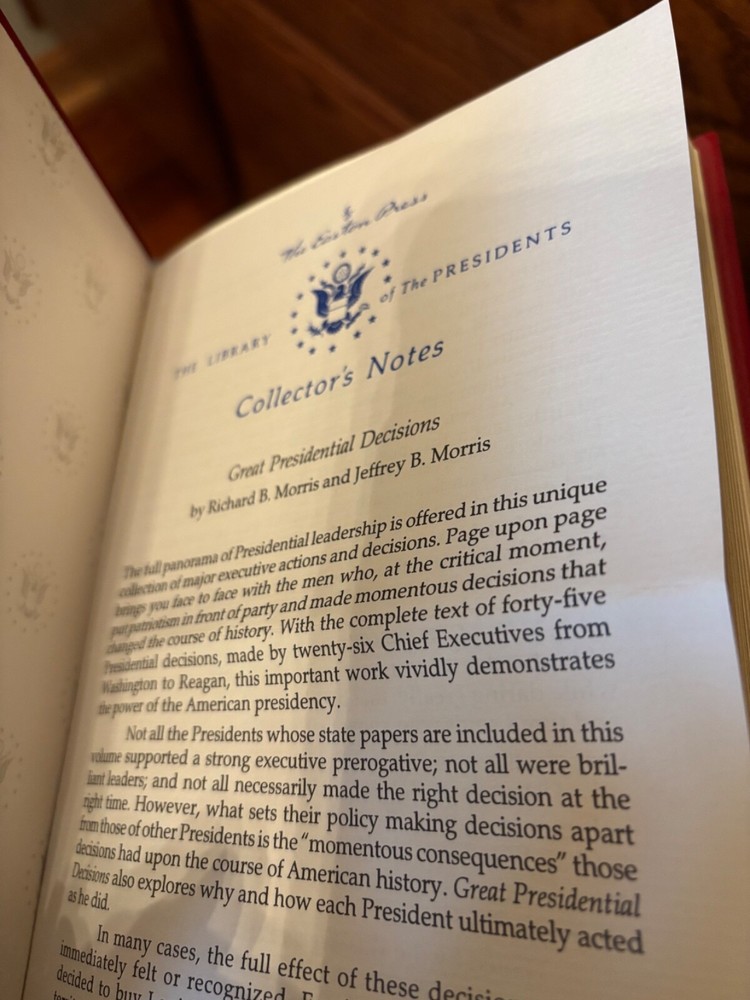 The Easton Press
THE LIBRARY of The PRESIDENTS
Collector's Notes
Great Presidential Decisions
by Richard B. Morris and Jeffrey B. Morris
The full panorama of Presidential leadership is offered in this unique
collection of major executive actions and decisions. Page upon page
brings you face to face with the men who, at the critical moment,
put patriotism in front of party and made momentous decisions that
changed the course of history. With the complete text of forty-five
Presidential decisions, made by twenty-six Chief Executives from
Washington to Reagan, this important work vividly demonstrates
the power of the American presidency.
Not all the Presidents whose state papers are included in this
volume supported a strong executive prerogative; not all were bril-
liant leaders; and not all necessarily made the right decision at the
right time. However, what sets their policy making decisions apart
from those of other Presidents is the "momentous consequences" those
decisions had upon the course of American history. Great Presidential
Decisions also explores why and how each President ultimately acted
as he did.
In many cases, the full effect of these
immediately felt or recognized.
decided to buy